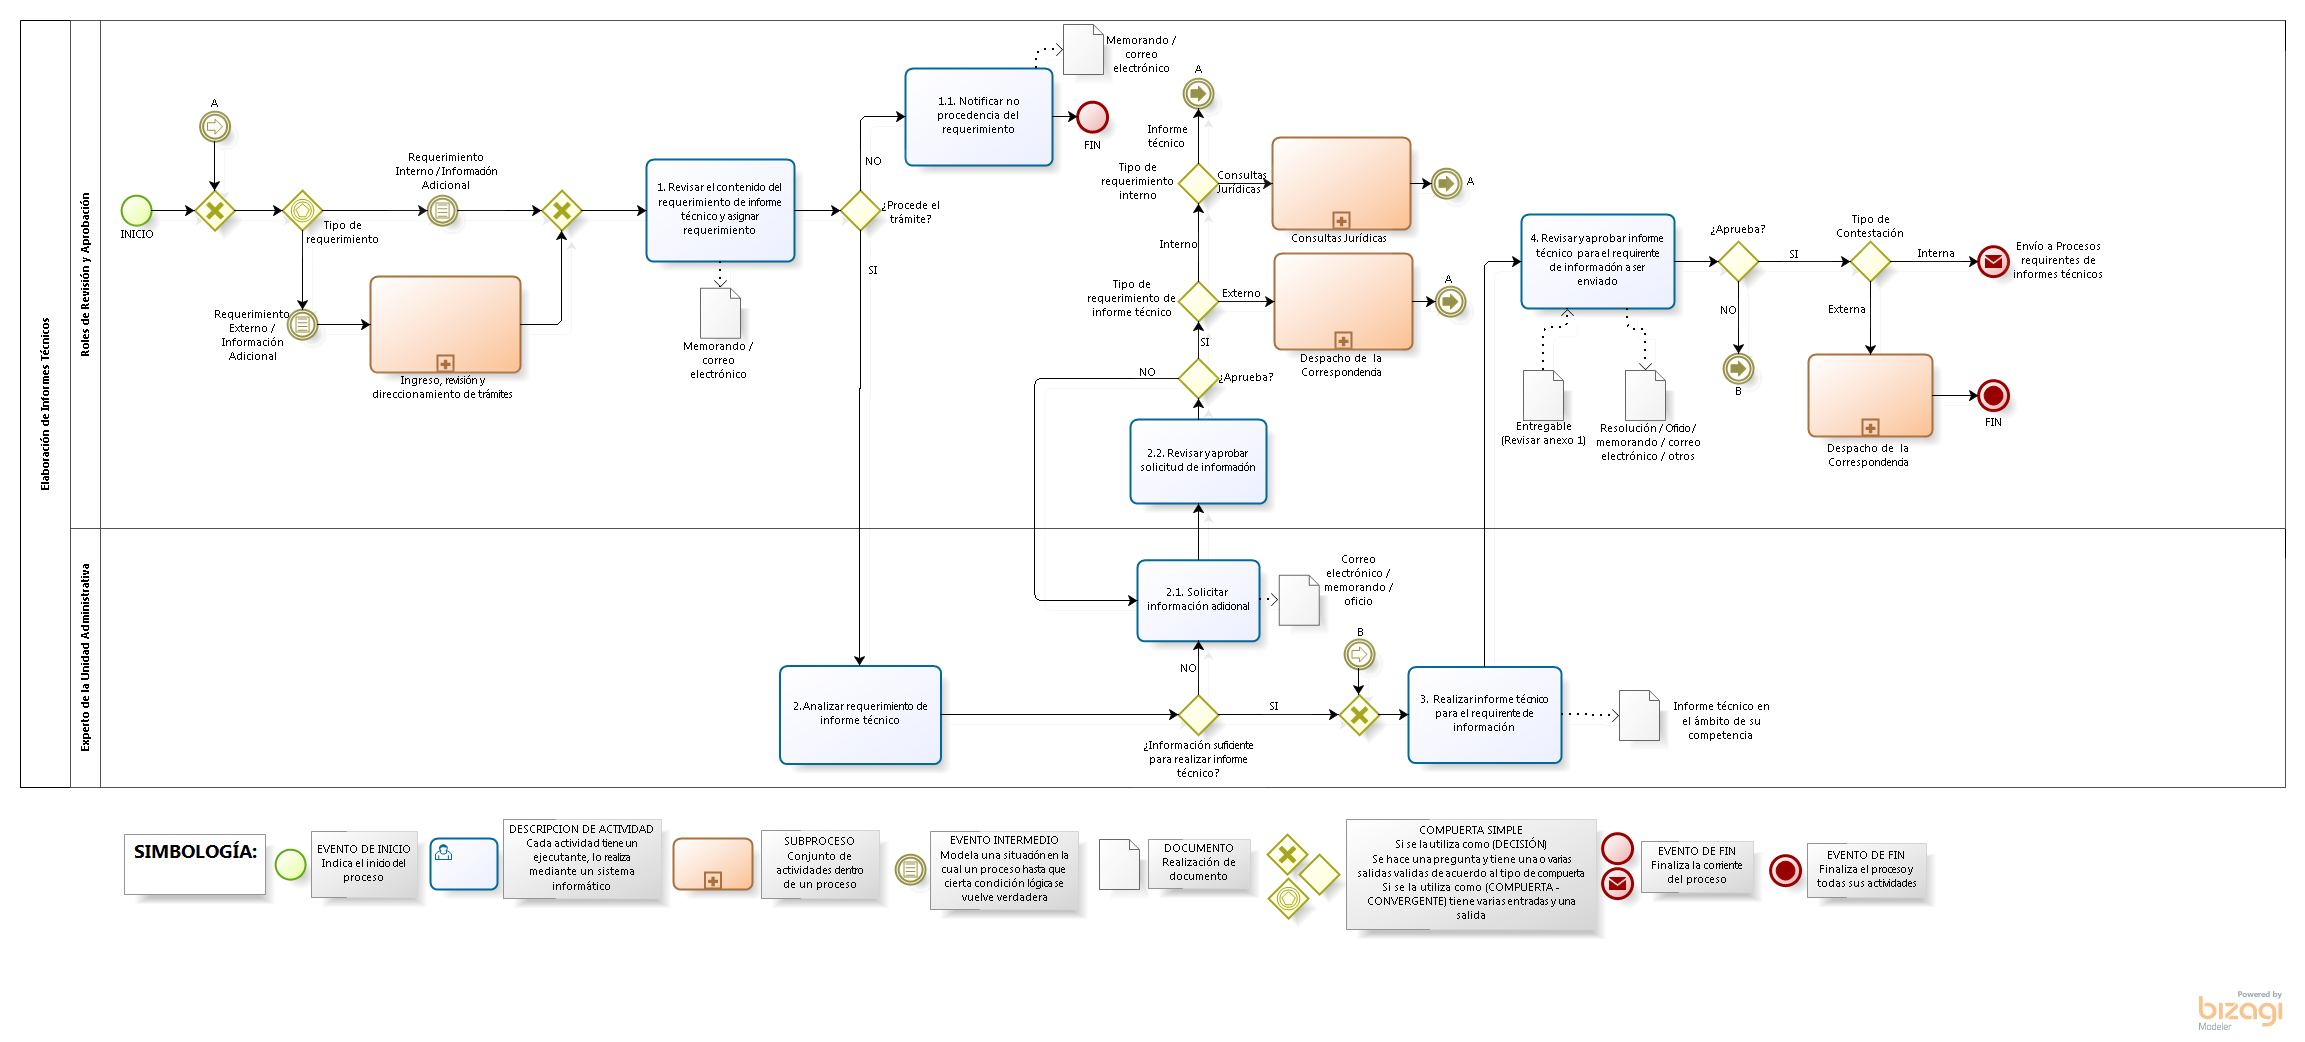 Elaboración de Informes Técnicos
Roles de Revisión y Aprobación
A
INICIO
Tipo de
requerimiento
Requerimiento
Interno / Información
Adicional
Requerimiento
Externo /
Información
Adicional
Ingreso, revisión y
direccionamiento de trámites
1. Revisar el contenido del
requerimiento de informe
técnico y asignar
requerimiento
Memorando /
correo
electrónico
¿Procede el
trámite?
NO
SI
1.1. Notificar no
procedencia del
requerimiento
Memorando /
correo
electrónico
FIN
A
Informe
técnico
Tipo de
requerimiento
interno
Consultas
Jurídicas
Consultas Jurídicas
A
Interno
Tipo de
requerimiento de
informe técnico
Externo
Despacho de la
Correspondencia
A
SI
NO
¿Aprueba?
2.2. Revisar y aprobar
solicitud de información
4. Revisar y aprobar informe
técnico para el requirente
de información a ser
enviado
Entregable
(Revisar anexo 1)
Resolución / Oficio/
memorando / correo
electrónico / otros
¿Aprueba?
SI
NO
B
Tipo de
Contestación
Interna
Envío a Procesos
requirentes de
informes técnicos
Externa
Despacho de la
Correspondencia
FIN
Experto de la Unidad Administrativa
2.Analizar requerimiento de
informe técnico
2.1. Solicitar
información adicional
Correo
electrónico /
memorando /
oficio
NO
¿Información suficiente
para realizar informe
técnico?
SI
B
3. Realizar informe técnico
para el requirente de
información
Informe técnico en
el ámbito de su
competencia
SIMBOLOGÍA:
EVENTO DE INICIO
Indica el inicio del
proceso
DESCRIPCION DE ACTIVIDAD
Cada actividad tiene un
ejecutante, lo realiza
mediante un sistema
informático
SUBPROCESO
Conjunto de
actividades dentro
de un proceso
EVENTO INTERMEDIO
Modela una situación en la
cual un proceso hasta que
cierta condición lógica se
vuelve verdadera
DOCUMENTO
Realización de
documento
COMPUERTA SIMPLE
Si se la utiliza como (DECISIÓN)
Se hace una pregunta y tiene una o varias
salidas validas de acuerdo al tipo de compuerta
Si se la utiliza como (COMPUERTA -
CONVERGENTE) tiene varias entradas y una
salida
EVENTO DE FIN
Finaliza la corriente
del proceso
EVENTO DE FIN
Finaliza el proceso y
todas sus actividades
Powered by
bizagi
Modeler